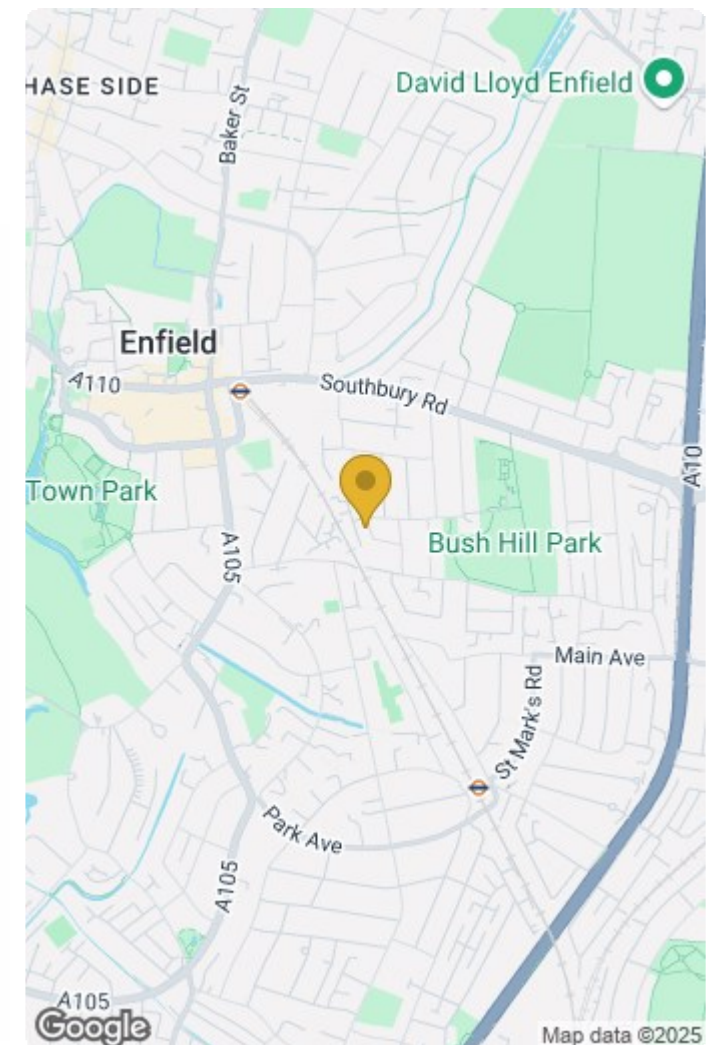 HASE SIDE
David Lloyd Enfield
Baker St
Enfield
A110
Southbury Rd
A10
Town Park
Bush Hill Park
A105
Main Ave
St Mark's Rd
Park Ave
A105
A105
Google
Map data ©2025